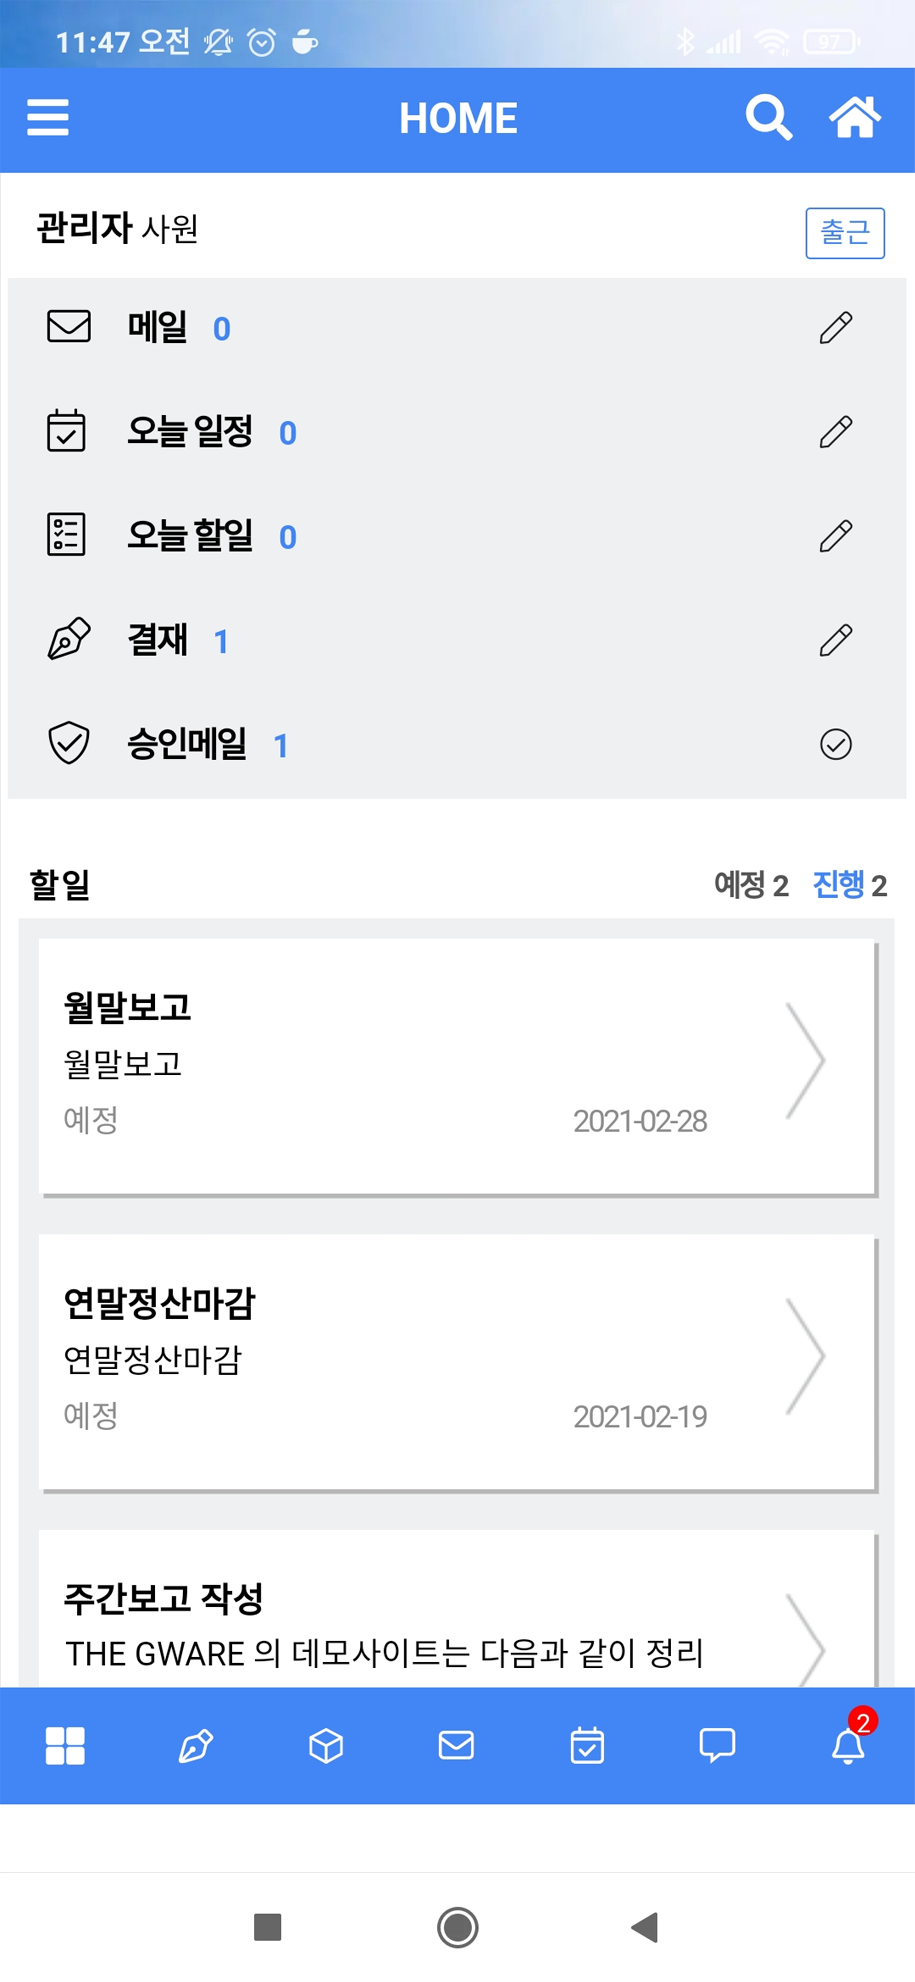 11:47 오전
97
HOME
관리자 사원
출근
메일 0
오늘 일정 0
오늘 할일 0
결재 1
승인메일 1
할일
예정 2 진행 2
월말보고
월말보고
예정 2021-02-28
연말정산마감
연말정산마감
예정 2021-02-19
주간보고 작성
THE GWARE 의 데모사이트는 다음과 같이 정리
2